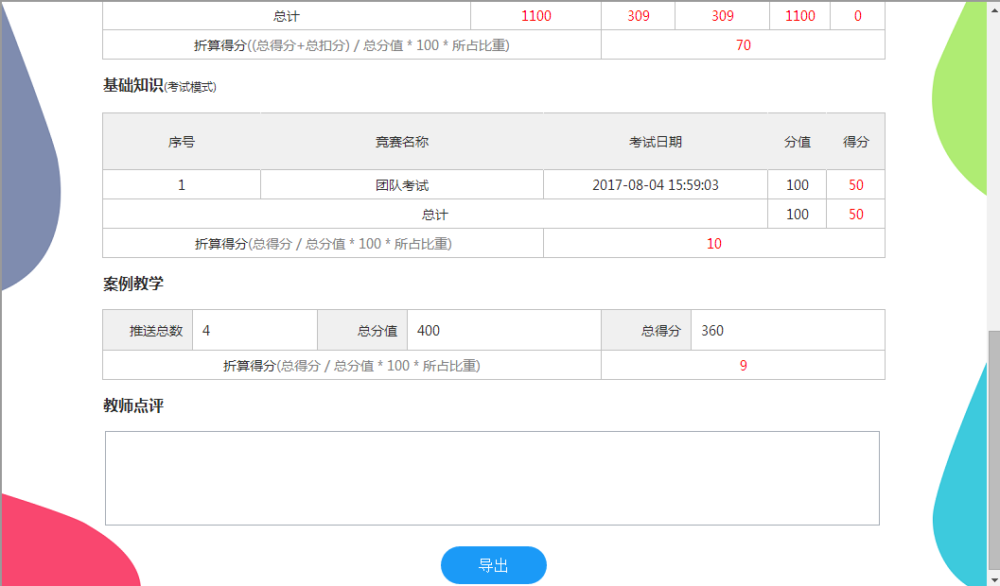 总计 1100 309 309 1100 0
折算得分((总得分+总扣分) / 总分值 * 100 * 所占比重) 70
基础知识(考试模式)
序号 竞赛名称 考试日期 分值 得分
1 团队考试 2017-08-04 15:59:03 100 50
总计 100 50
折算得分(总得分 / 总分值 * 100 * 所占比重) 10
案例教学
推送总数 4 总分值 400 总得分 360
折算得分(总得分 / 总分值 * 100 * 所占比重) 9
教师点评
导出